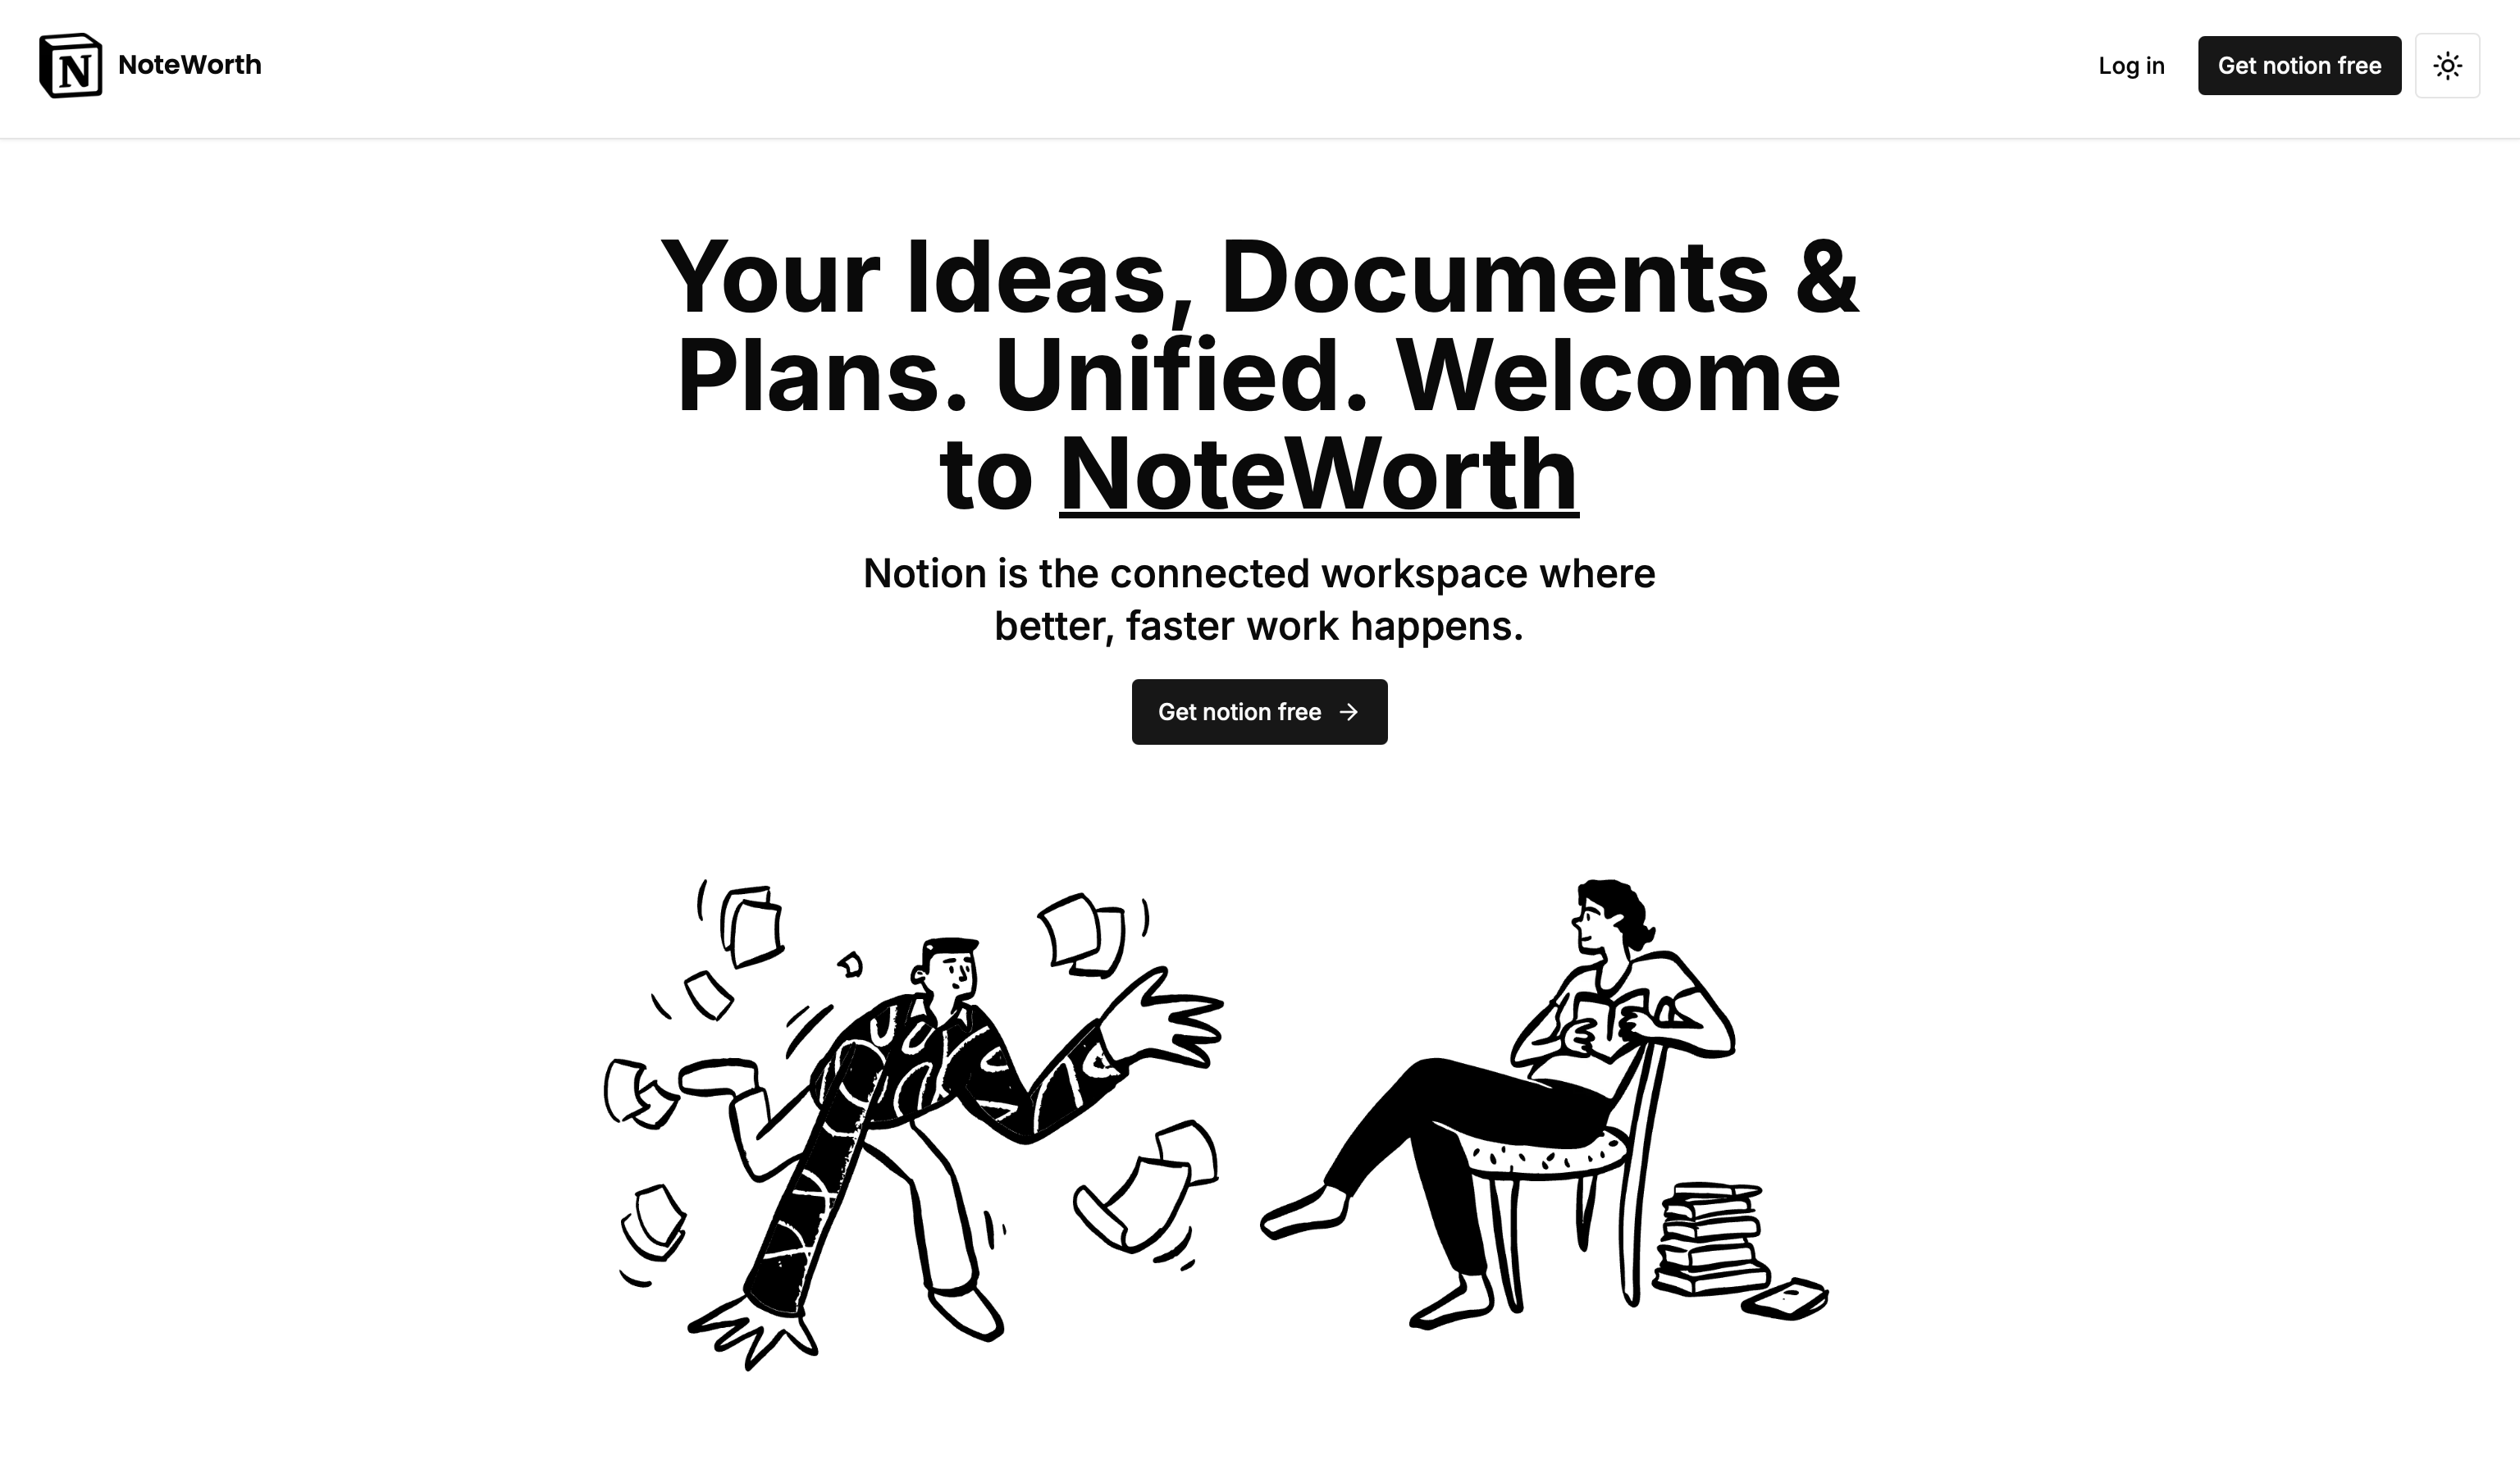 N
NoteWorth
Log in
Get notion free
Your Ideas, Documents &
Plans. Unified. Welcome
to NoteWorth
Notion is the connected workspace where
better, faster work happens.
Get notion free